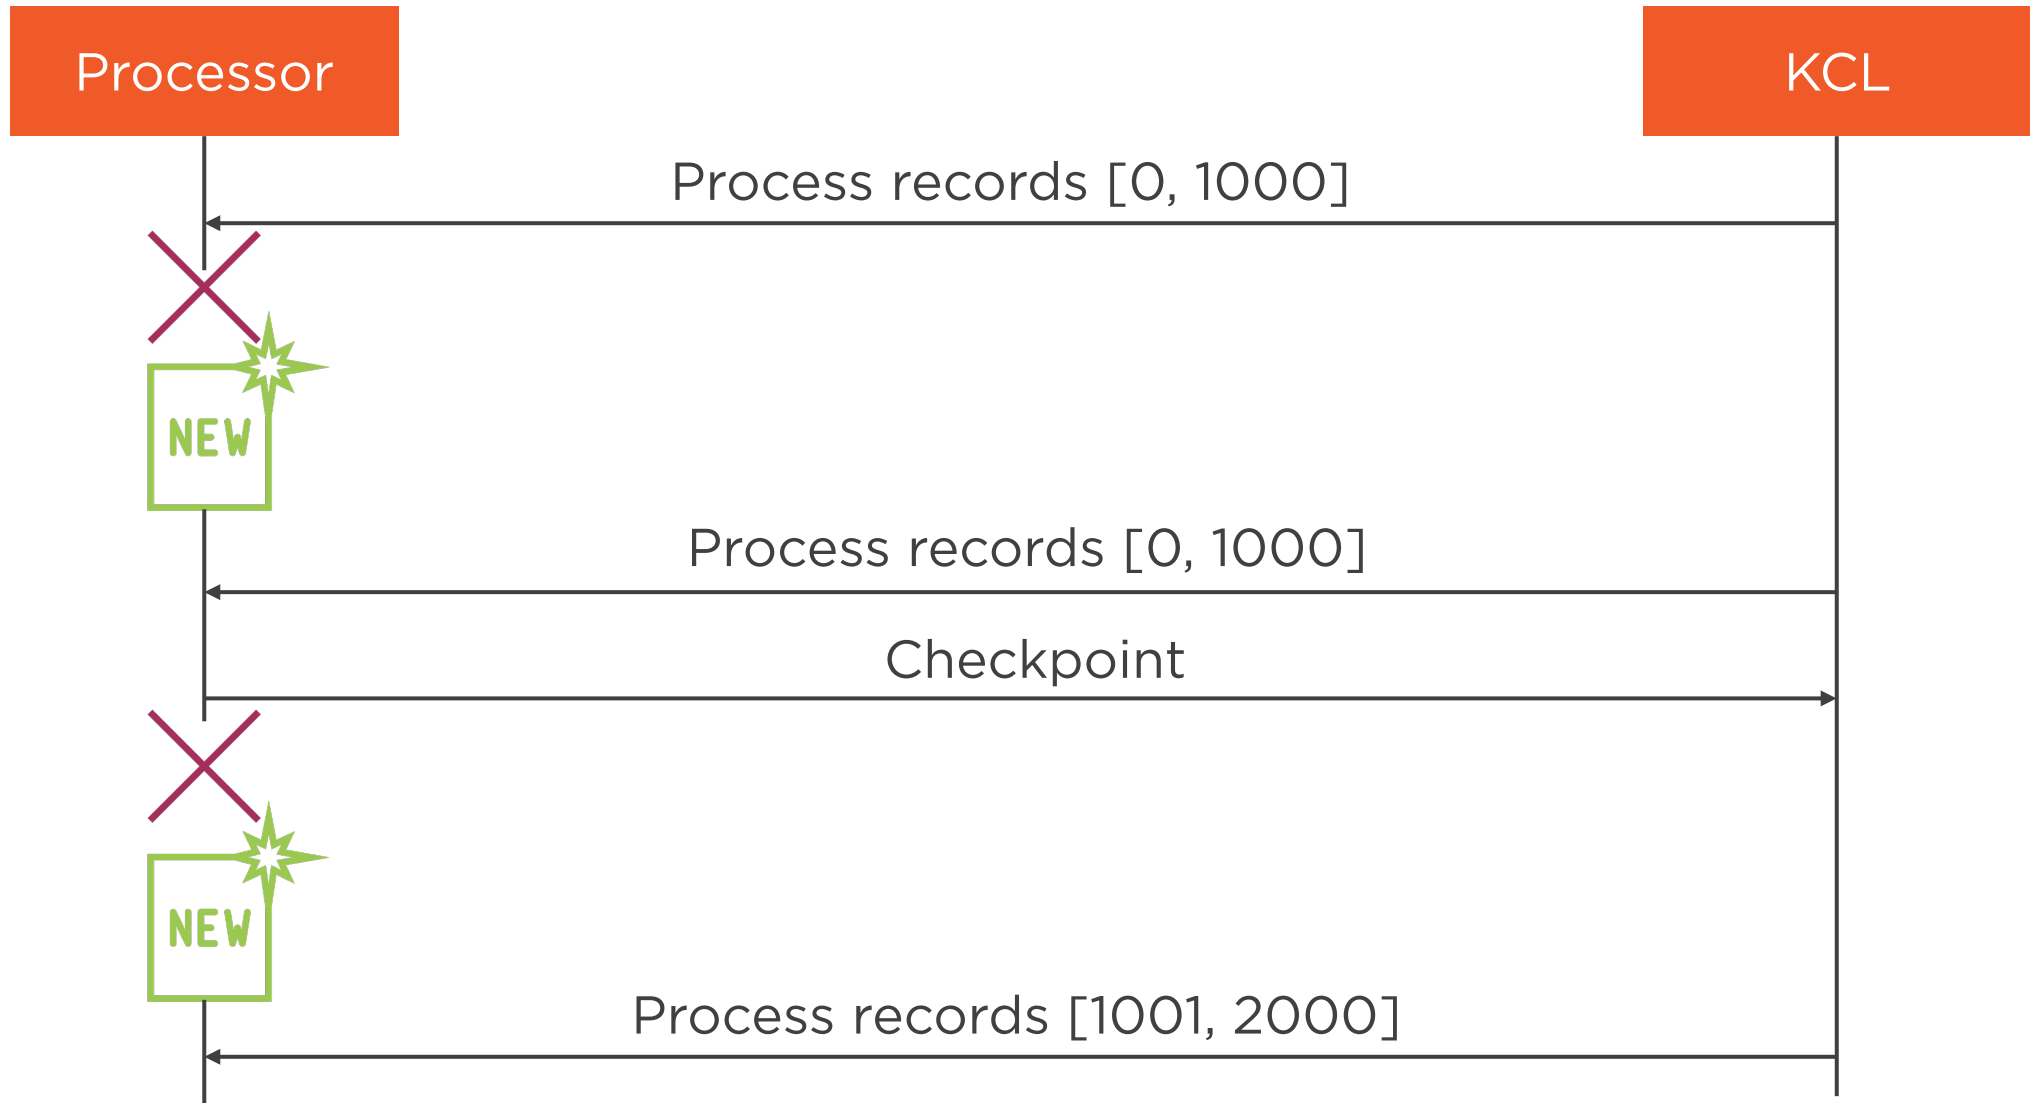 Processor
KCL
Process records [0, 1000]
NEW
Process records [0, 1000]
Checkpoint
NEW
Process records [1001, 2000]